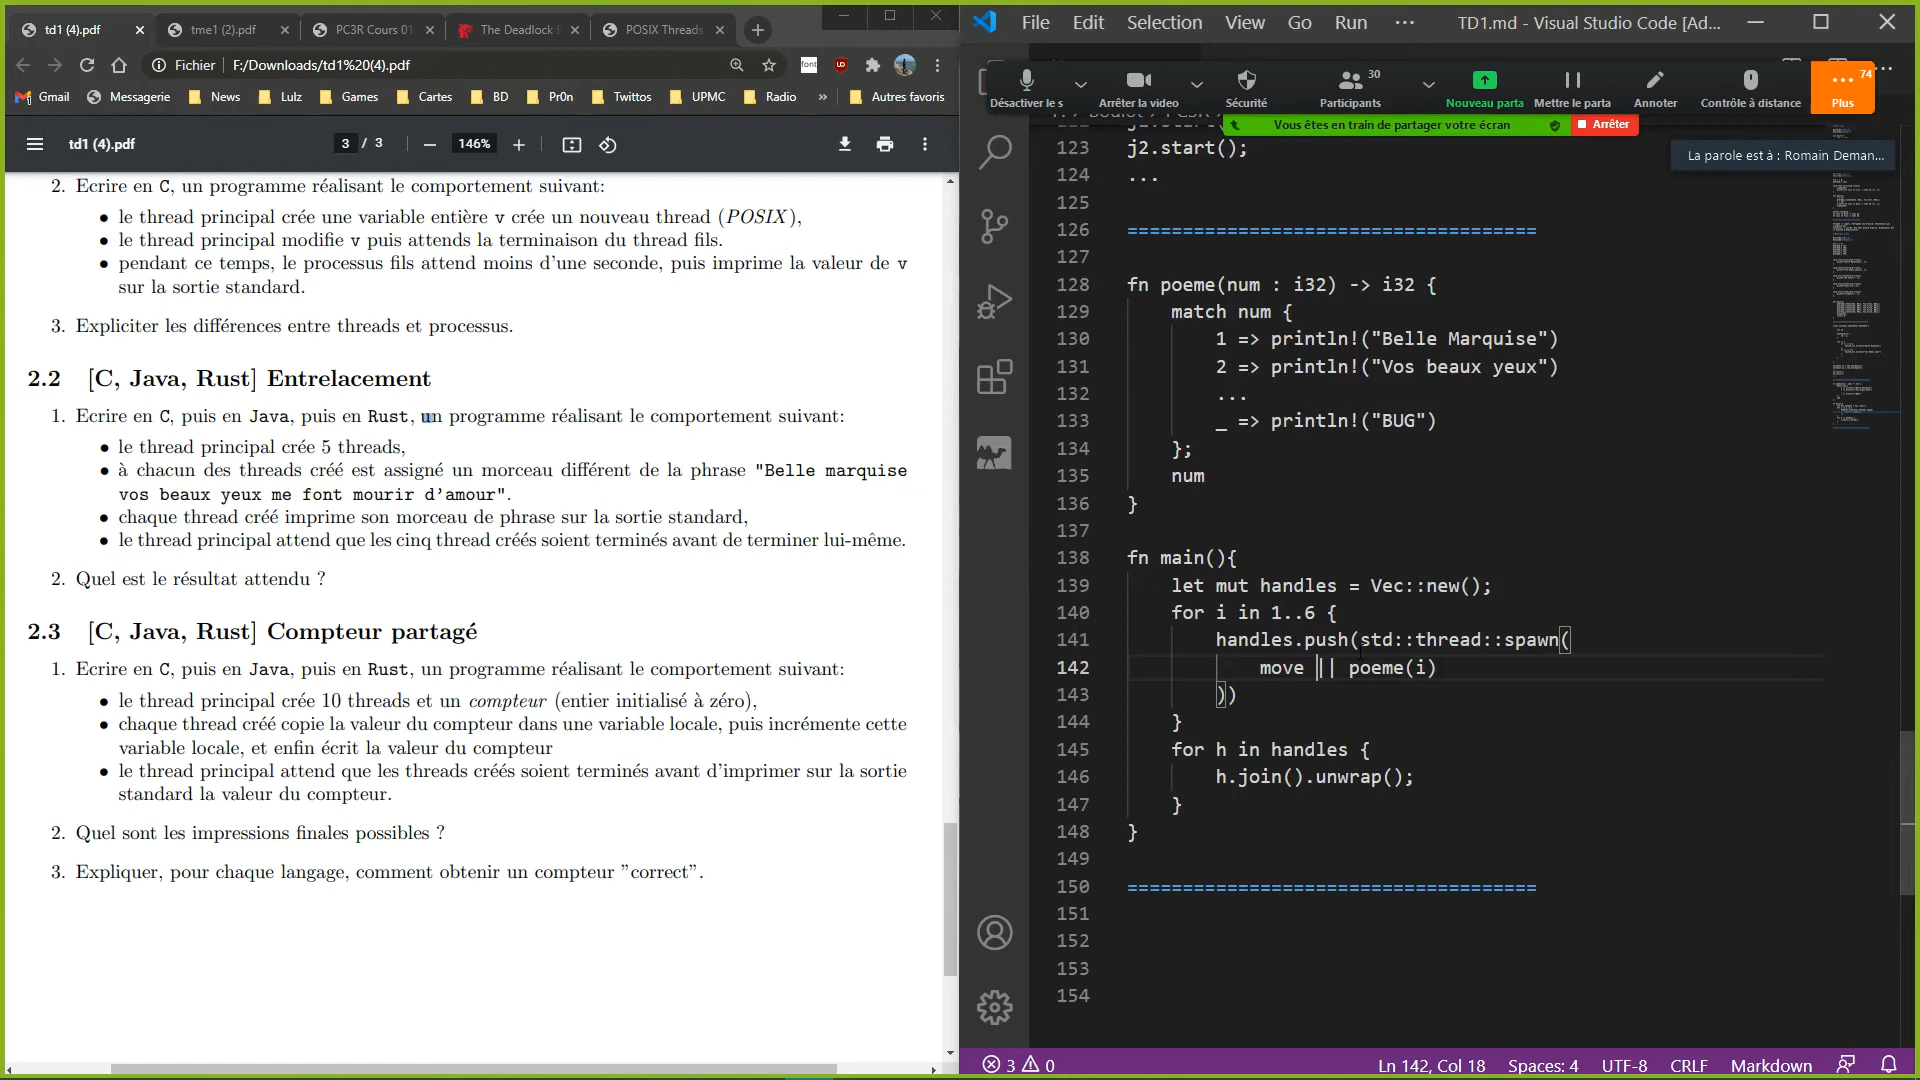 td1 (4).pdf
tme1 (2).pdf
PC3R Cours 01
The Deadlock
POSIX Threads
Fichier
F:/Downloads/td1%20(4).pdf
font
Gmail
Messagerie
News
Lulz
Games
Cartes
BD
Pr0n
Twittos
UPMC
Radio
»
Autres favoris
td1 (4).pdf
3 / 3
146%
2. Ecrire en C, un programme réalisant le comportement suivant:
● le thread principal crée une variable entière v crée un nouveau thread (POSIX),
● le thread principal modifie v puis attends la terminaison du thread fils.
● pendant ce temps, le processus fils attend moins d'une seconde, puis imprime la valeur de v
sur la sortie standard.
3. Expliciter les différences entre threads et processus.
2.2 [C, Java, Rust] Entrelacement
1. Ecrire en C, puis en Java, puis en Rust, un programme réalisant le comportement suivant:
● le thread principal crée 5 threads,
● à chacun des threads créé est assigné un morceau différent de la phrase "Belle marquise
vos beaux yeux me font mourir d'amour".
● chaque thread créé imprime son morceau de phrase sur la sortie standard,
● le thread principal attend que les cinq thread créés soient terminés avant de terminer lui-même.
2. Quel est le résultat attendu ?
2.3 [C, Java, Rust] Compteur partagé
1. Ecrire en C, puis en Java, puis en Rust, un programme réalisant le comportement suivant:
● le thread principal crée 10 threads et un compteur (entier initialisé à zéro),
● chaque thread créé copie la valeur du compteur dans une variable locale, puis incrémente cette
variable locale, et enfin écrit la valeur du compteur
● le thread principal attend que les threads créés soient terminés avant d'imprimer sur la sortie
standard la valeur du compteur.
2. Quel sont les impressions finales possibles ?
3. Expliquer, pour chaque langage, comment obtenir un compteur "correct".
File Edit Selection View Go Run ··· TD1.md - Visual Studio Code [Ad...
30
74
Désactiver le s
Arrêter la video
Sécurité
Participants
Nouveau parta
Mettre le parta
Annoter
Contrôle à distance
Plus
Vous êtes en train de partager votre écran
Arrêter
La parole est à : Romain Deman...
123 j2.start();
124 ...
125
126 =====================================
127
128 fn poeme(num : i32) -> i32 {
129 match num {
130 1 => println!("Belle Marquise")
131 2 => println!("Vos beaux yeux")
132 ...
133 _ => println!("BUG")
134 };
135 num
136 }
137
138 fn main(){
139 let mut handles = Vec::new();
140 for i in 1..6 {
141 handles.push(std::thread::spawn(
142 move || poeme(i)
143 ))
144 }
145 for h in handles {
146 h.join().unwrap();
147 }
148 }
149
150 =====================================
151
152
153
154
3 0
Ln 142, Col 18
Spaces: 4
UTF-8
CRLF
Markdown